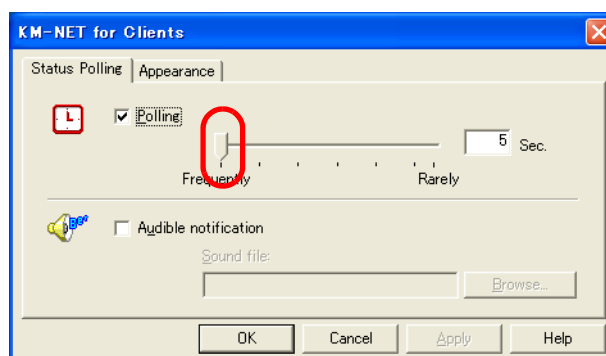 KM-NET for Clients
Status Polling Appearance
Polling
5 Sec.
Frequently Rarely
Audible notification
Sound file:
Browse...
OK Cancel Apply Help